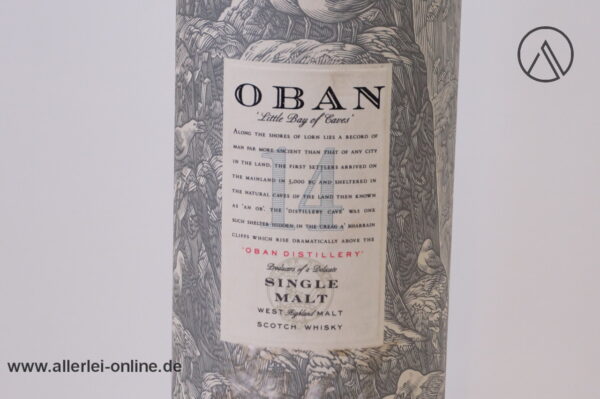 OBAN
'Little Bay of Caves'
ALONG THE SHORES OF LORN LIES A RECORD OF
MAN FAR MORE ANCIENT THAN THAT OF ANY CITY
IN THE LAND. THE FIRST SETTLERS ARRIVED ON
THE MAINLAND IN 5,000 BC AND SHELTERED IN
THE NATURAL CAVES OF THE LAND THEN KNOWN
AS 'AN OB'. THE 'DISTILLERY CAVE' WAS ONE
SUCH SHELTER HIDDEN IN THE CREAG A' BHARRAIN
CLIFFS WHICH RISE DRAMATICALLY ABOVE THE
14
'OBAN DISTILLERY'
Producers of a Delicate
SINGLE
MALT
WEST Highland MALT
SCOTCH WHISKY
www.allerlei-online.de